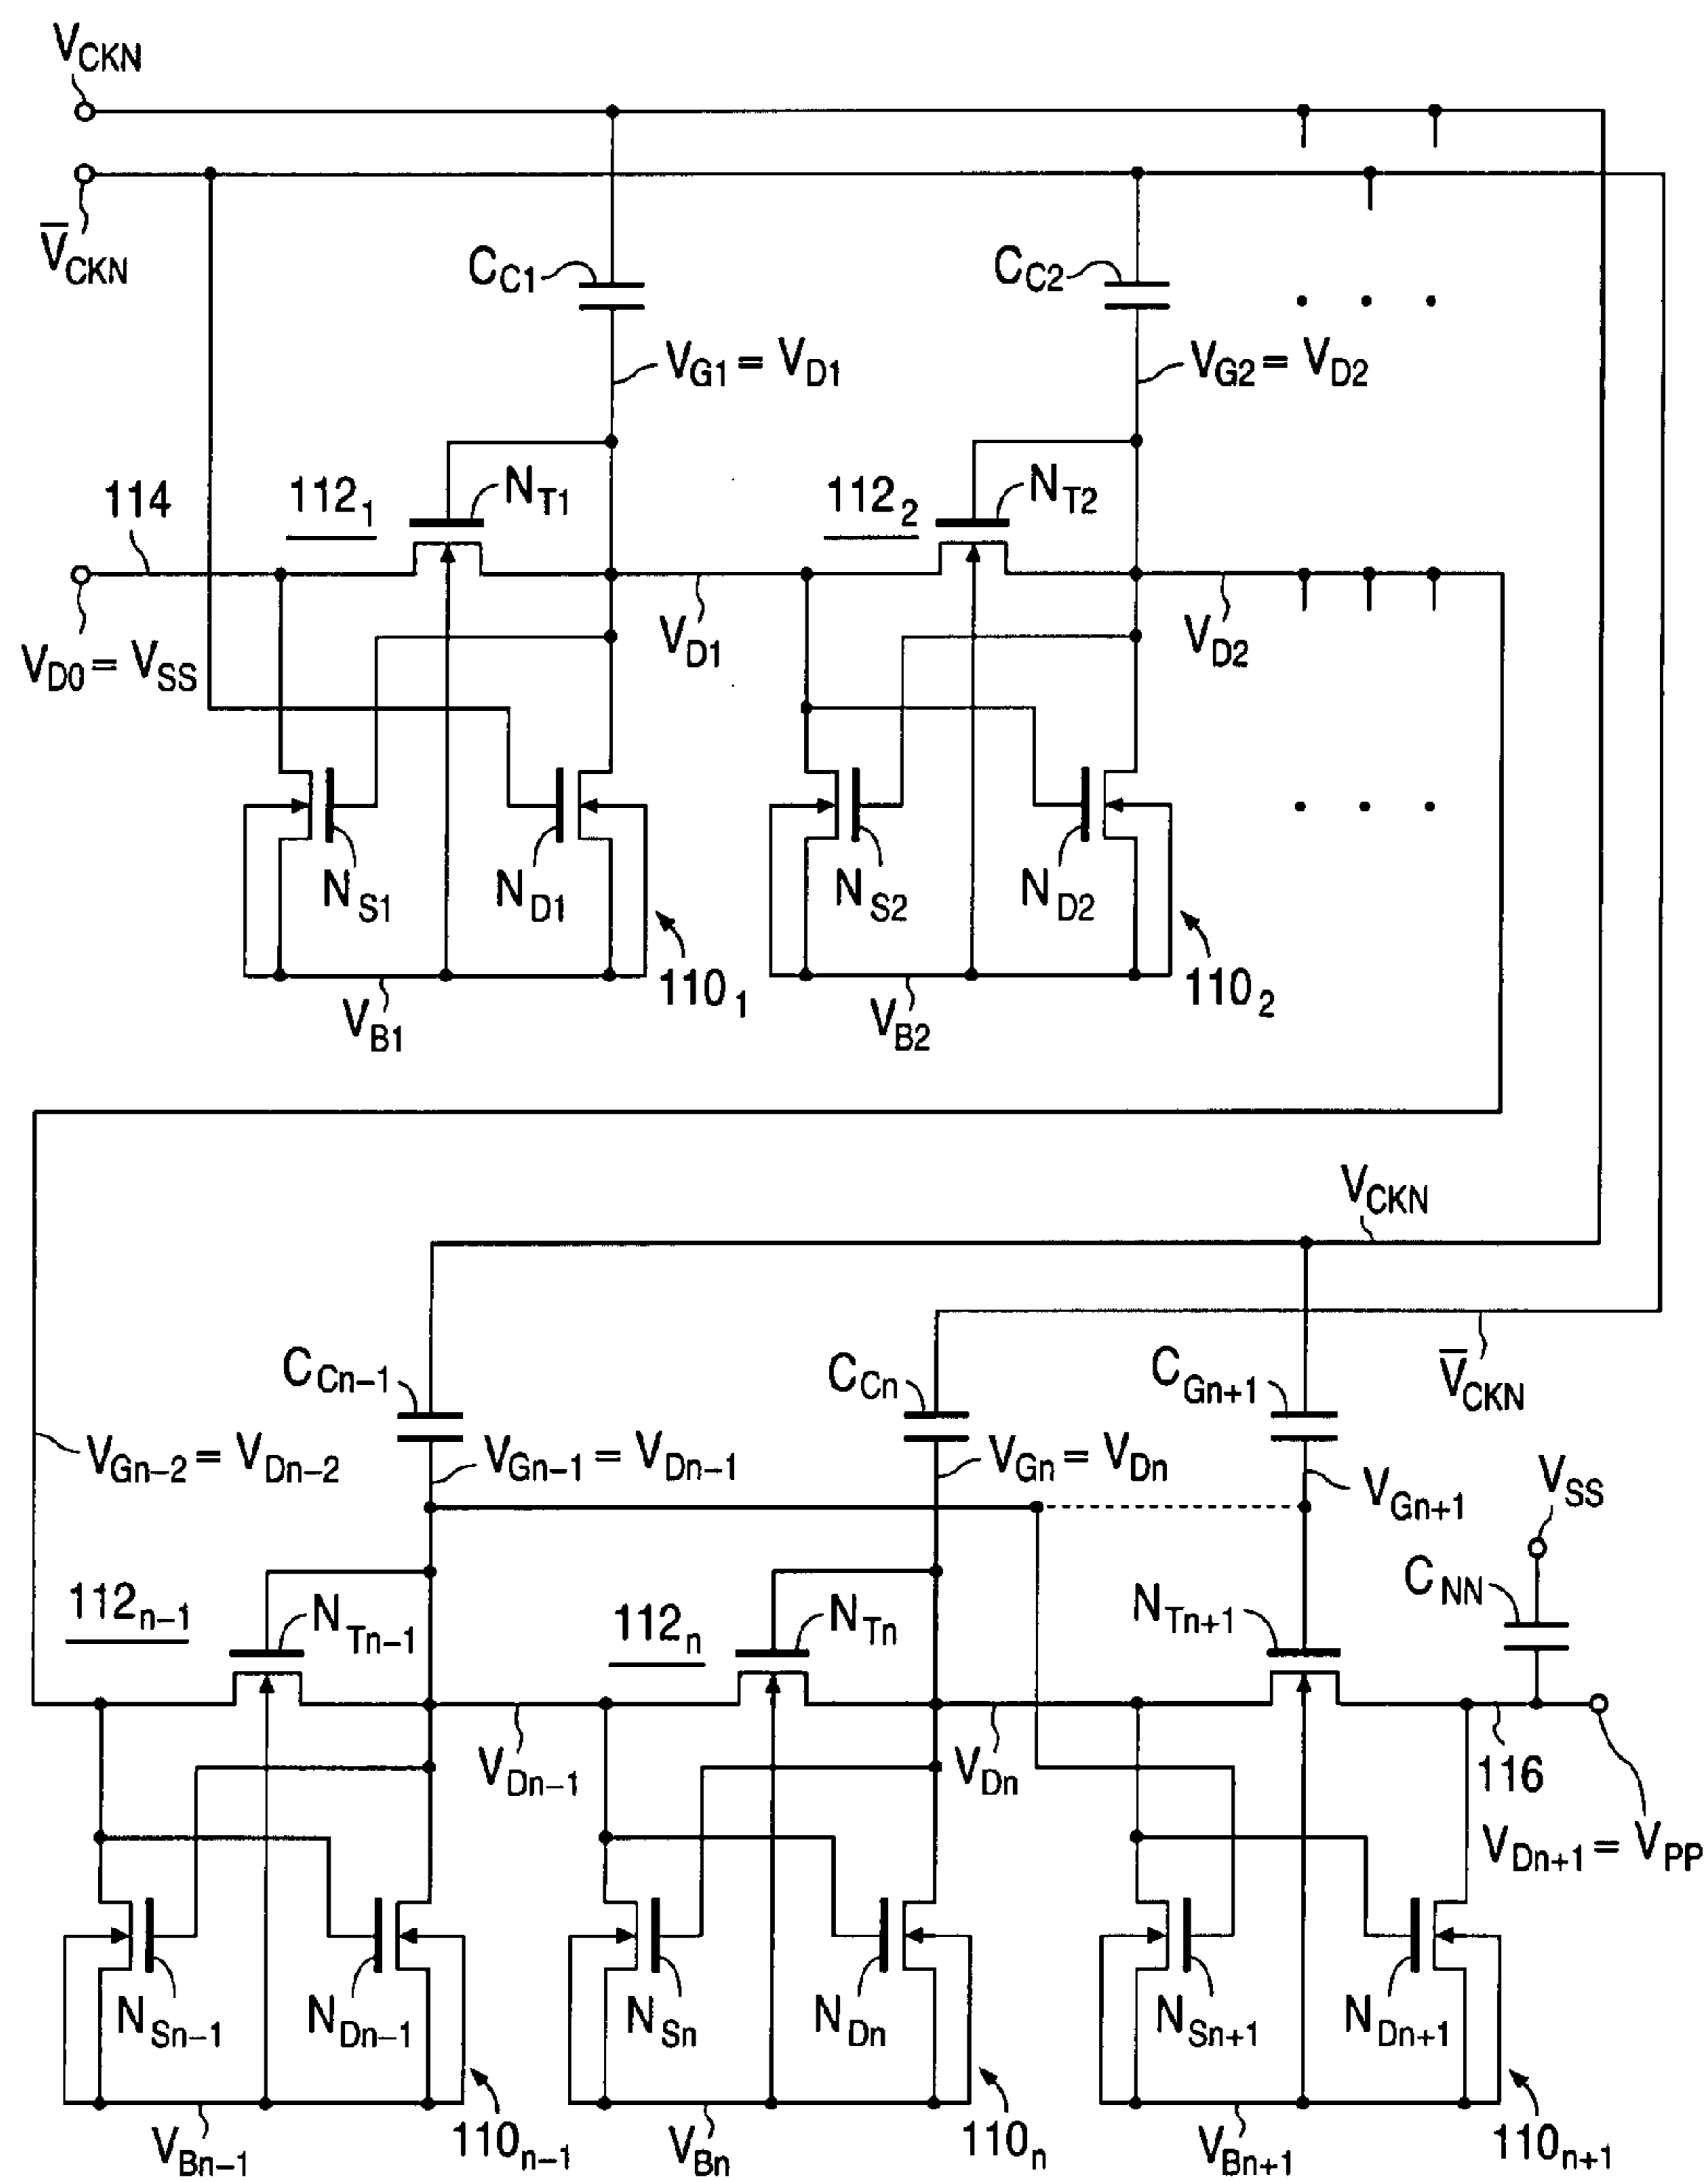 V_CKN
V̅_CKN
C_C1
C_C2
V_G1 = V_D1
V_G2 = V_D2
114
112_1
N_T1
112_2
N_T2
V_D0 = V_SS
V_D1
V_D2
N_S1
N_D1
N_S2
N_D2
110_1
110_2
V_B1
V_B2
V_CKN
V̅_CKN
C_Cn-1
C_Cn
C_Gn+1
V_Gn-2 = V_Dn-2
V_Gn-1 = V_Dn-1
V_Gn = V_Dn
V_Gn+1
V_SS
C_NN
112_n-1
N_Tn-1
112_n
N_Tn
N_Tn+1
V_Dn-1
V_Dn
116
V_Dn+1 = V_PP
N_Sn-1
N_Dn-1
N_Sn
N_Dn
N_Sn+1
N_Dn+1
V_Bn-1
110_n-1
V_Bn
110_n
V_Bn+1
110_n+1